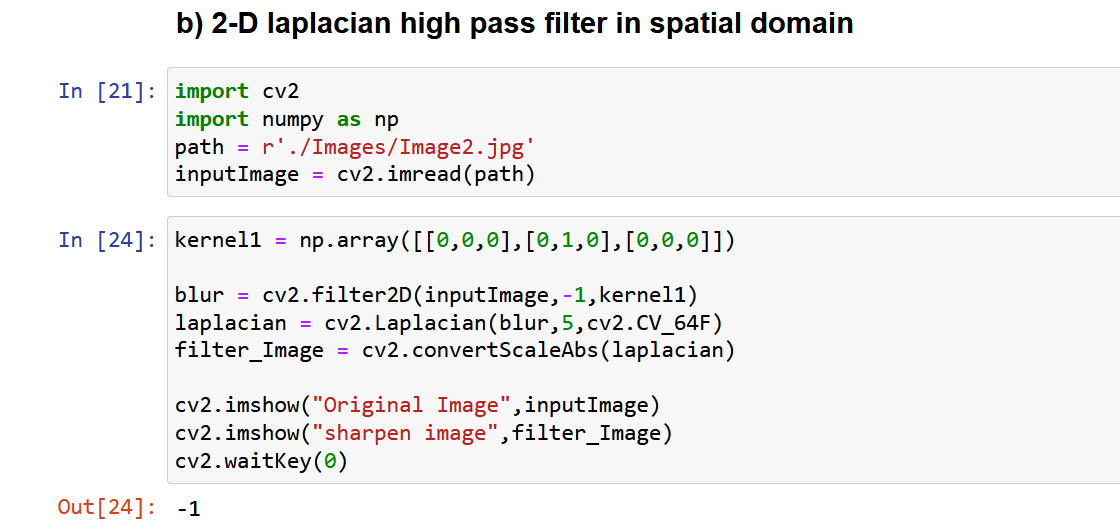 b) 2-D laplacian high pass filter in spatial domain
In [21]: import cv2
import numpy as np
path = r'./Images/Image2.jpg'
inputImage = cv2.imread(path)
In [24]: kernel1 = np.array([[0,0,0],[0,1,0],[0,0,0]])
blur = cv2.filter2D(inputImage,-1,kernel1)
laplacian = cv2.Laplacian(blur,5,cv2.CV_64F)
filter_Image = cv2.convertScaleAbs(laplacian)
cv2.imshow("Original Image",inputImage)
cv2.imshow("sharpen image",filter_Image)
cv2.waitKey(0)
Out[24]: -1